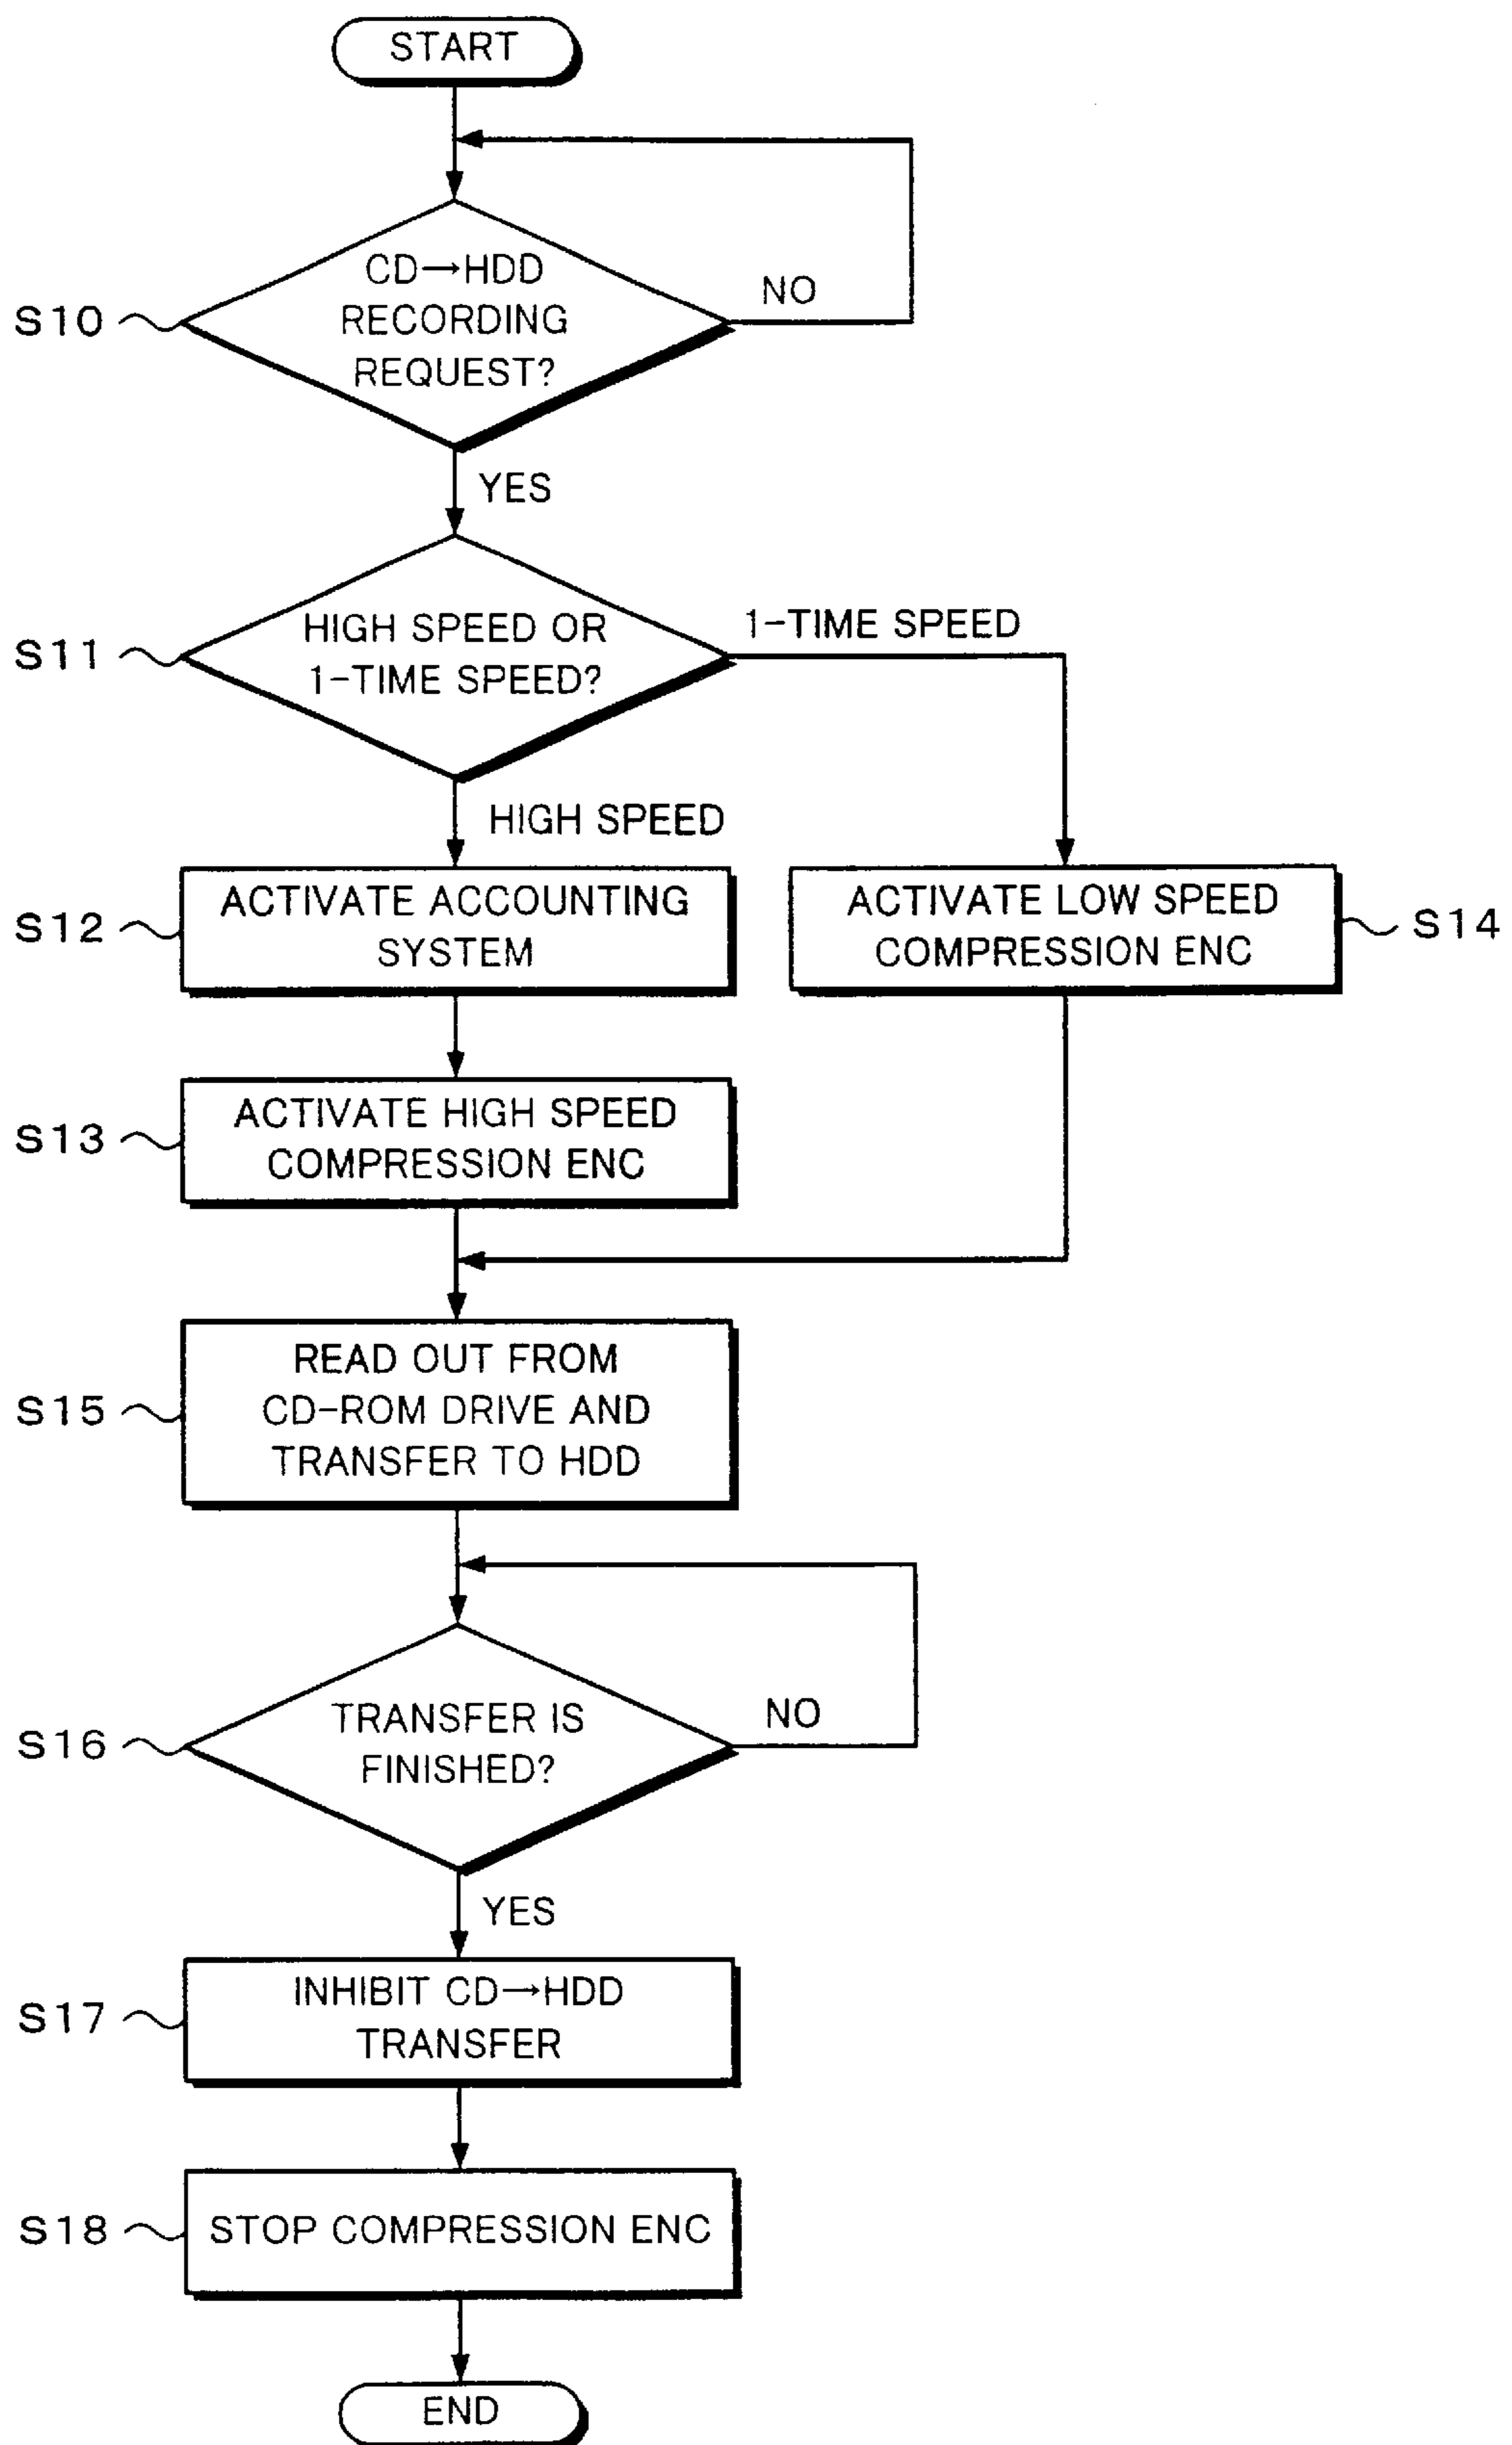 START
CD→HDD
RECORDING
REQUEST?
NO
S10
YES
HIGH SPEED OR
1-TIME SPEED?
1-TIME SPEED
S11
HIGH SPEED
ACTIVATE ACCOUNTING
SYSTEM
S12
ACTIVATE LOW SPEED
COMPRESSION ENC
S14
ACTIVATE HIGH SPEED
COMPRESSION ENC
S13
READ OUT FROM
CD-ROM DRIVE AND
TRANSFER TO HDD
S15
TRANSFER IS
FINISHED?
NO
S16
YES
INHIBIT CD→HDD
TRANSFER
S17
STOP COMPRESSION ENC
S18
END